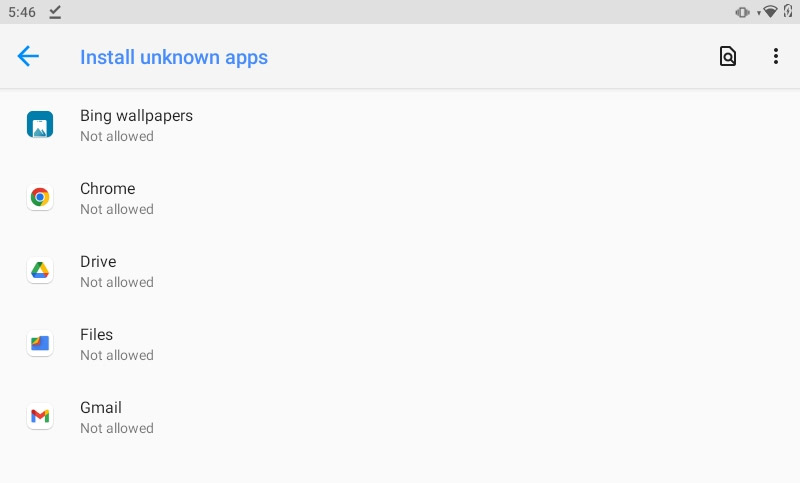 5:46
Install unknown apps
Bing wallpapers
Not allowed
Chrome
Not allowed
Drive
Not allowed
Files
Not allowed
Gmail
Not allowed